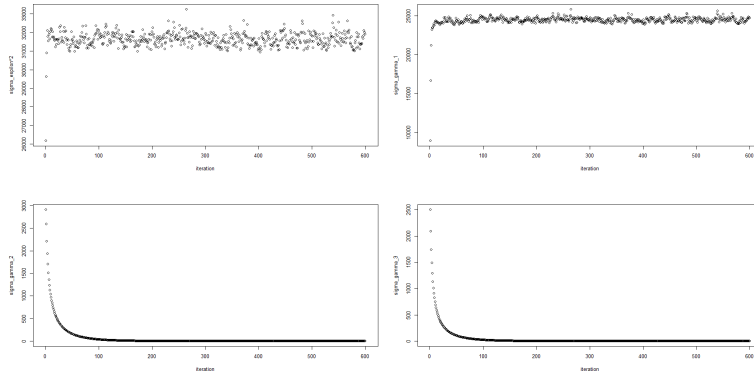 sigma_espilon^2
26000 27000 28000 29000 30000 31000 32000 33000
0 100 200 300 400 500 600
iteration
sigma_gamma_1
10000 15000 20000 25000
0 100 200 300 400 500 600
iteration
sigma_gamma_2
0 500 1000 1500 2000 2500 3000
0 100 200 300 400 500 600
iteration
sigma_gamma_3
0 500 1000 1500 2000 2500
0 100 200 300 400 500 600
iteration